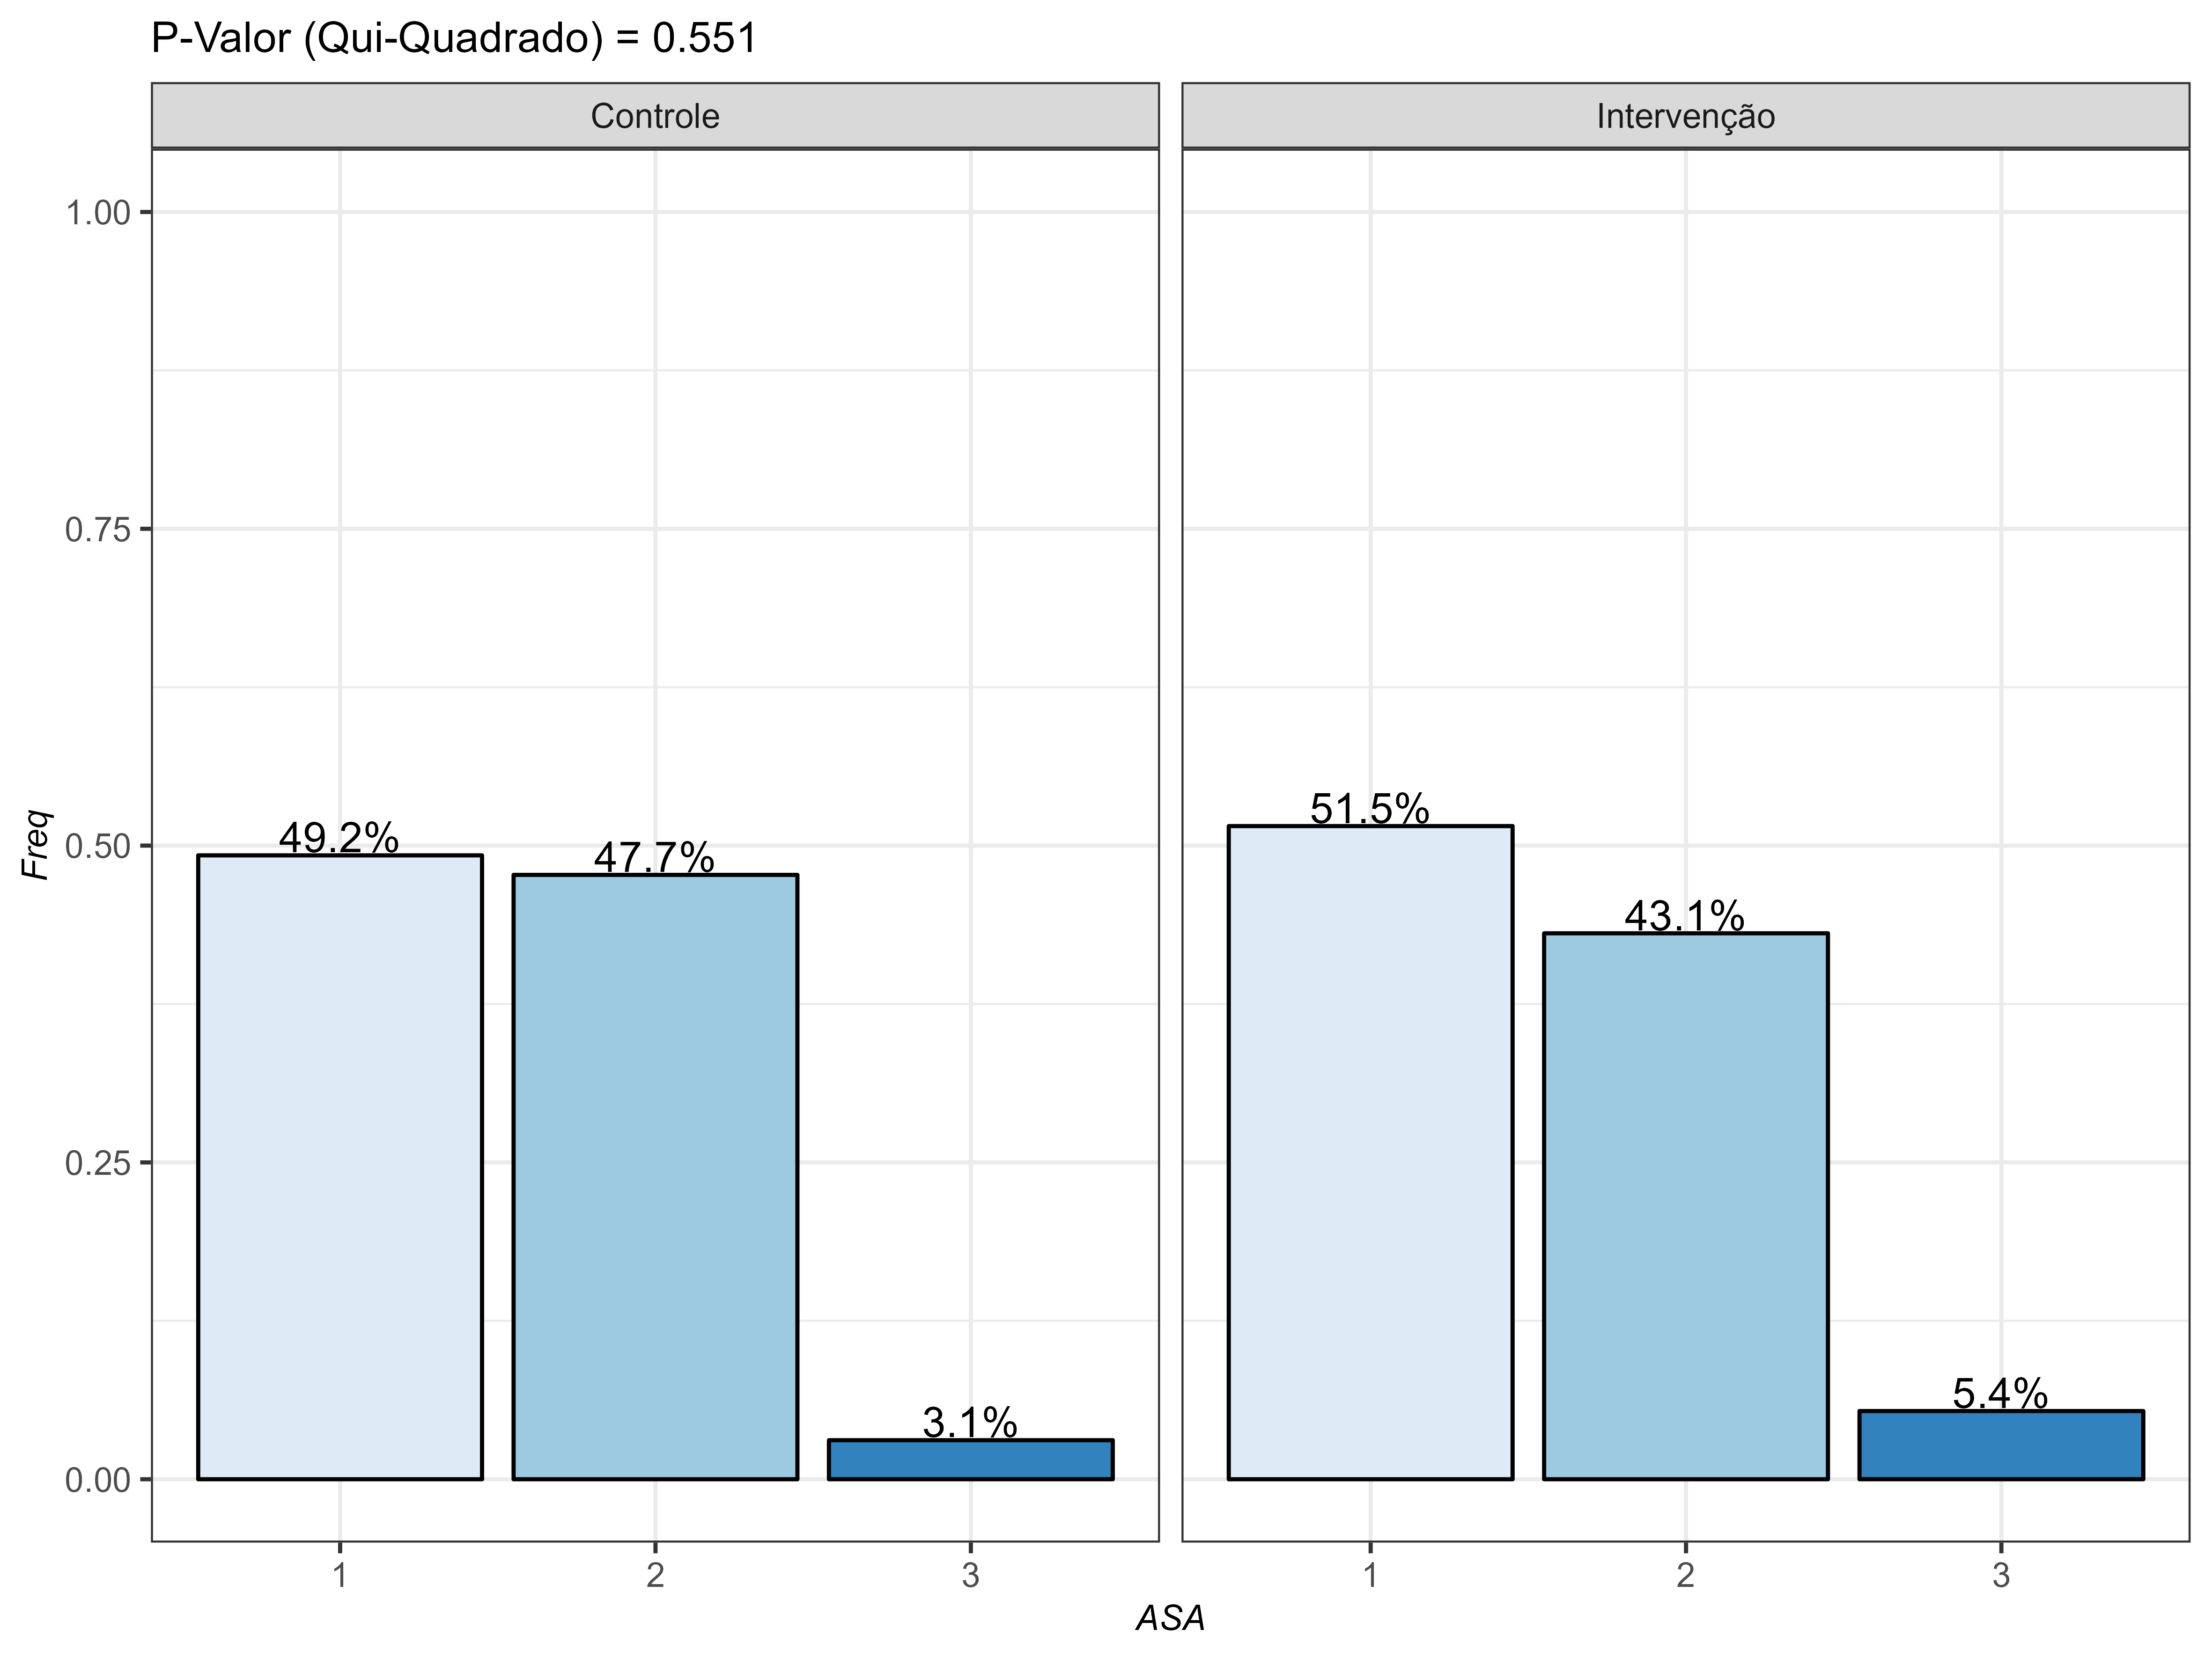 P-Valor (Qui-Quadrado) = 0.551
Controle
Intervenção
1.00
0.75
0.50
0.25
0.00
Freq
49.2%
47.7%
3.1%
51.5%
43.1%
5.4%
1 2 3
1 2 3
ASA